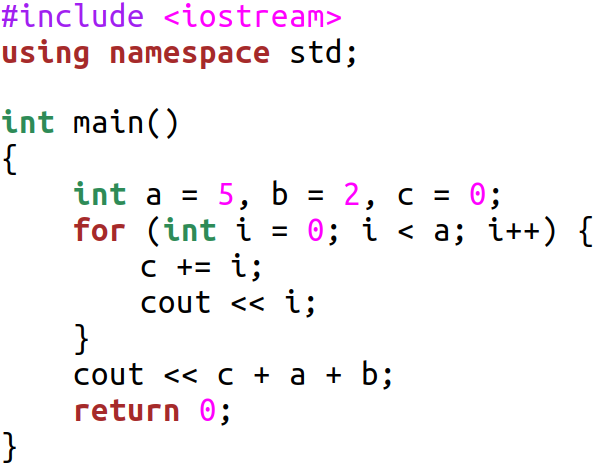 #include <iostream>
using namespace std;

int main()
{
    int a = 5, b = 2, c = 0;
    for (int i = 0; i < a; i++) {
        c += i;
        cout << i;
    }
    cout << c + a + b;
    return 0;
}